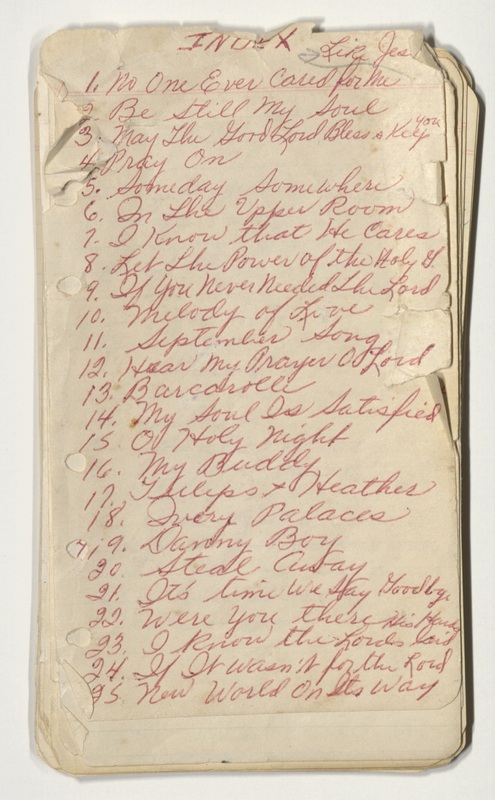 INDEX
Like Jes
1. No One Ever Cared for Me
2. Be Still My Soul
3. May The Good Lord Bless & Keep you
4. Pray On
5. Someday Somewhere
6. In The Upper Room
7. I Know that He Cares
8. Let The Power of the Holy G.
9. If You Never Needed The Lord
10. Melody of Love
11. September Song
12. Hear My Prayer O Lord
13. Barcarolle
14. My Soul Is Satisfied
15. O Holy Night
16. My Buddy
17. Tulips & Heather
18. Ivery Palaces
19. Danny Boy
20. Steal Away
21. Its time We Say Goodbye
22. Were You there
23. I Know the Lords Laid His Hands
24. If It wasn't for the Lord
25. New World On Its Way